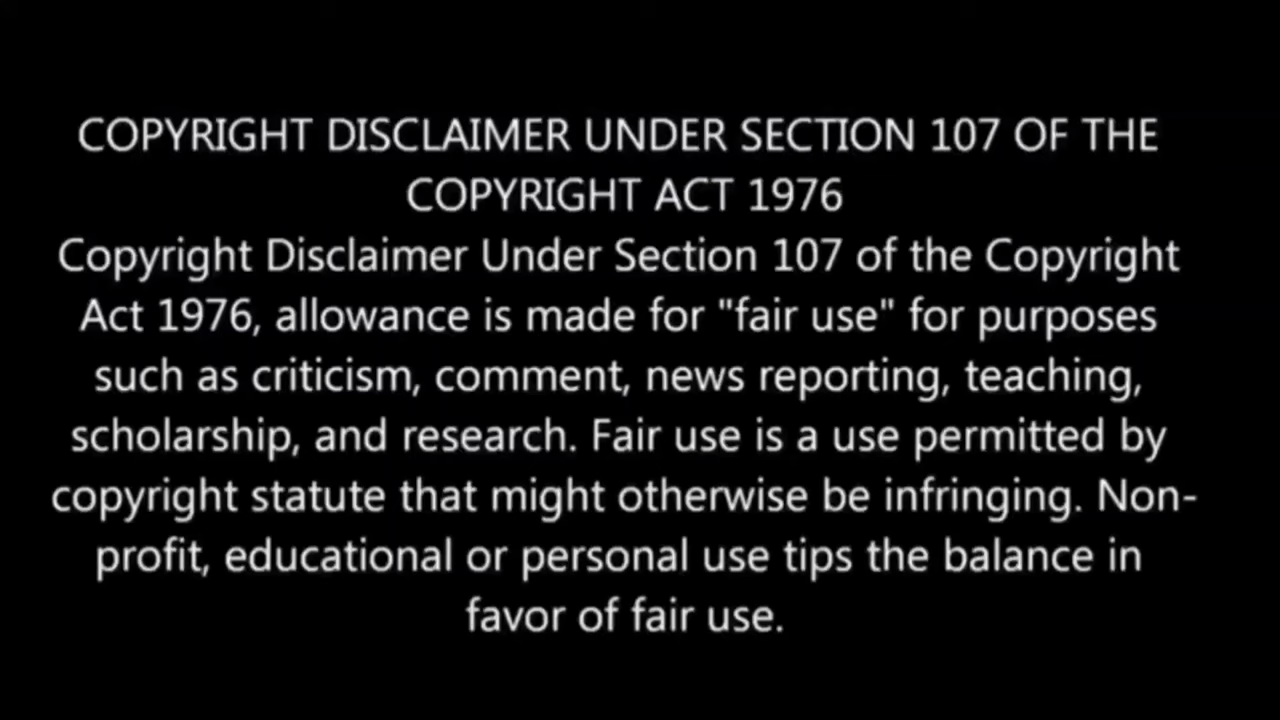 COPYRIGHT DISCLAIMER UNDER SECTION 107 OF THE
COPYRIGHT ACT 1976
Copyright Disclaimer Under Section 107 of the Copyright
Act 1976, allowance is made for "fair use" for purposes
such as criticism, comment, news reporting, teaching,
scholarship, and research. Fair use is a use permitted by
copyright statute that might otherwise be infringing. Non-
profit, educational or personal use tips the balance in
favor of fair use.